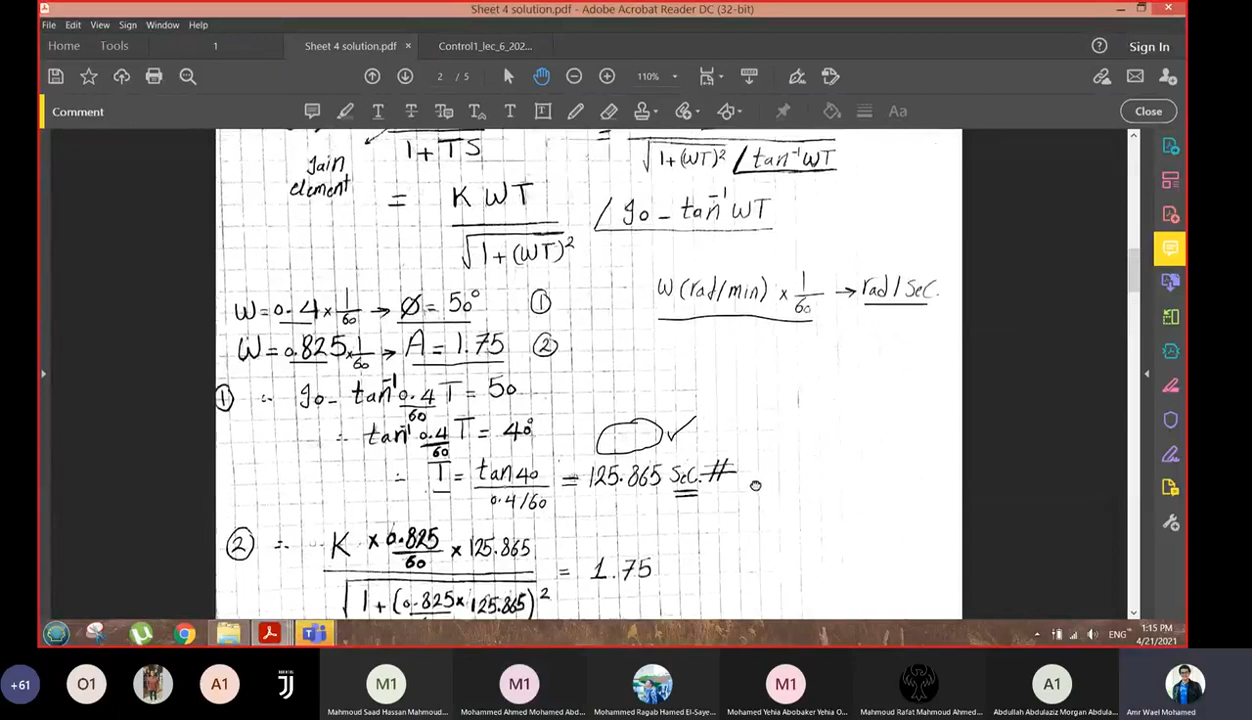 Sheet 4 solution.pdf - Adobe Acrobat Reader DC (32-bit)
File Edit View Sign Window Help
Home Tools 1 Sheet 4 solution.pdf × Control1_lec_6_202... Sign In
2 / 5 110%
Comment Close
gain element
1 + TS
= √1+(WT)² /tan⁻¹WT
= K WT / √1+(WT)² /90 - tan⁻¹WT
W(rad/min) × 1/60 → rad/Sec.
W = 0.4 × 1/60 → Ø = 50° ①
W = 0.825 × 1/60 → A = 1.75 ②
① ∴ 90 - tan⁻¹ 0.4/60 T = 50
∴ tan⁻¹ 0.4/60 T = 40°
∴ T = tan40 / 0.4/60 = 125.865 Sec. #
② ∴ K × 0.825/60 × 125.865 / √1+(0.825 × 125.865)² = 1.75
ENG 1:15 PM
4/21/2021
+61 O1 A1 M1 M1 M1 A1
Mahmoud Saad Hassan Mahmoud... Mohammed Ahmed Mohamed Abd... Mohammed Ragab Hamed El-Saye... Mohamed Yehia Abobaker Yehia O... Mahmoud Rafat Mahmoud Ahmed... Abdullah Abdulaziz Morgan Abdula... Amr Wael Mohamed